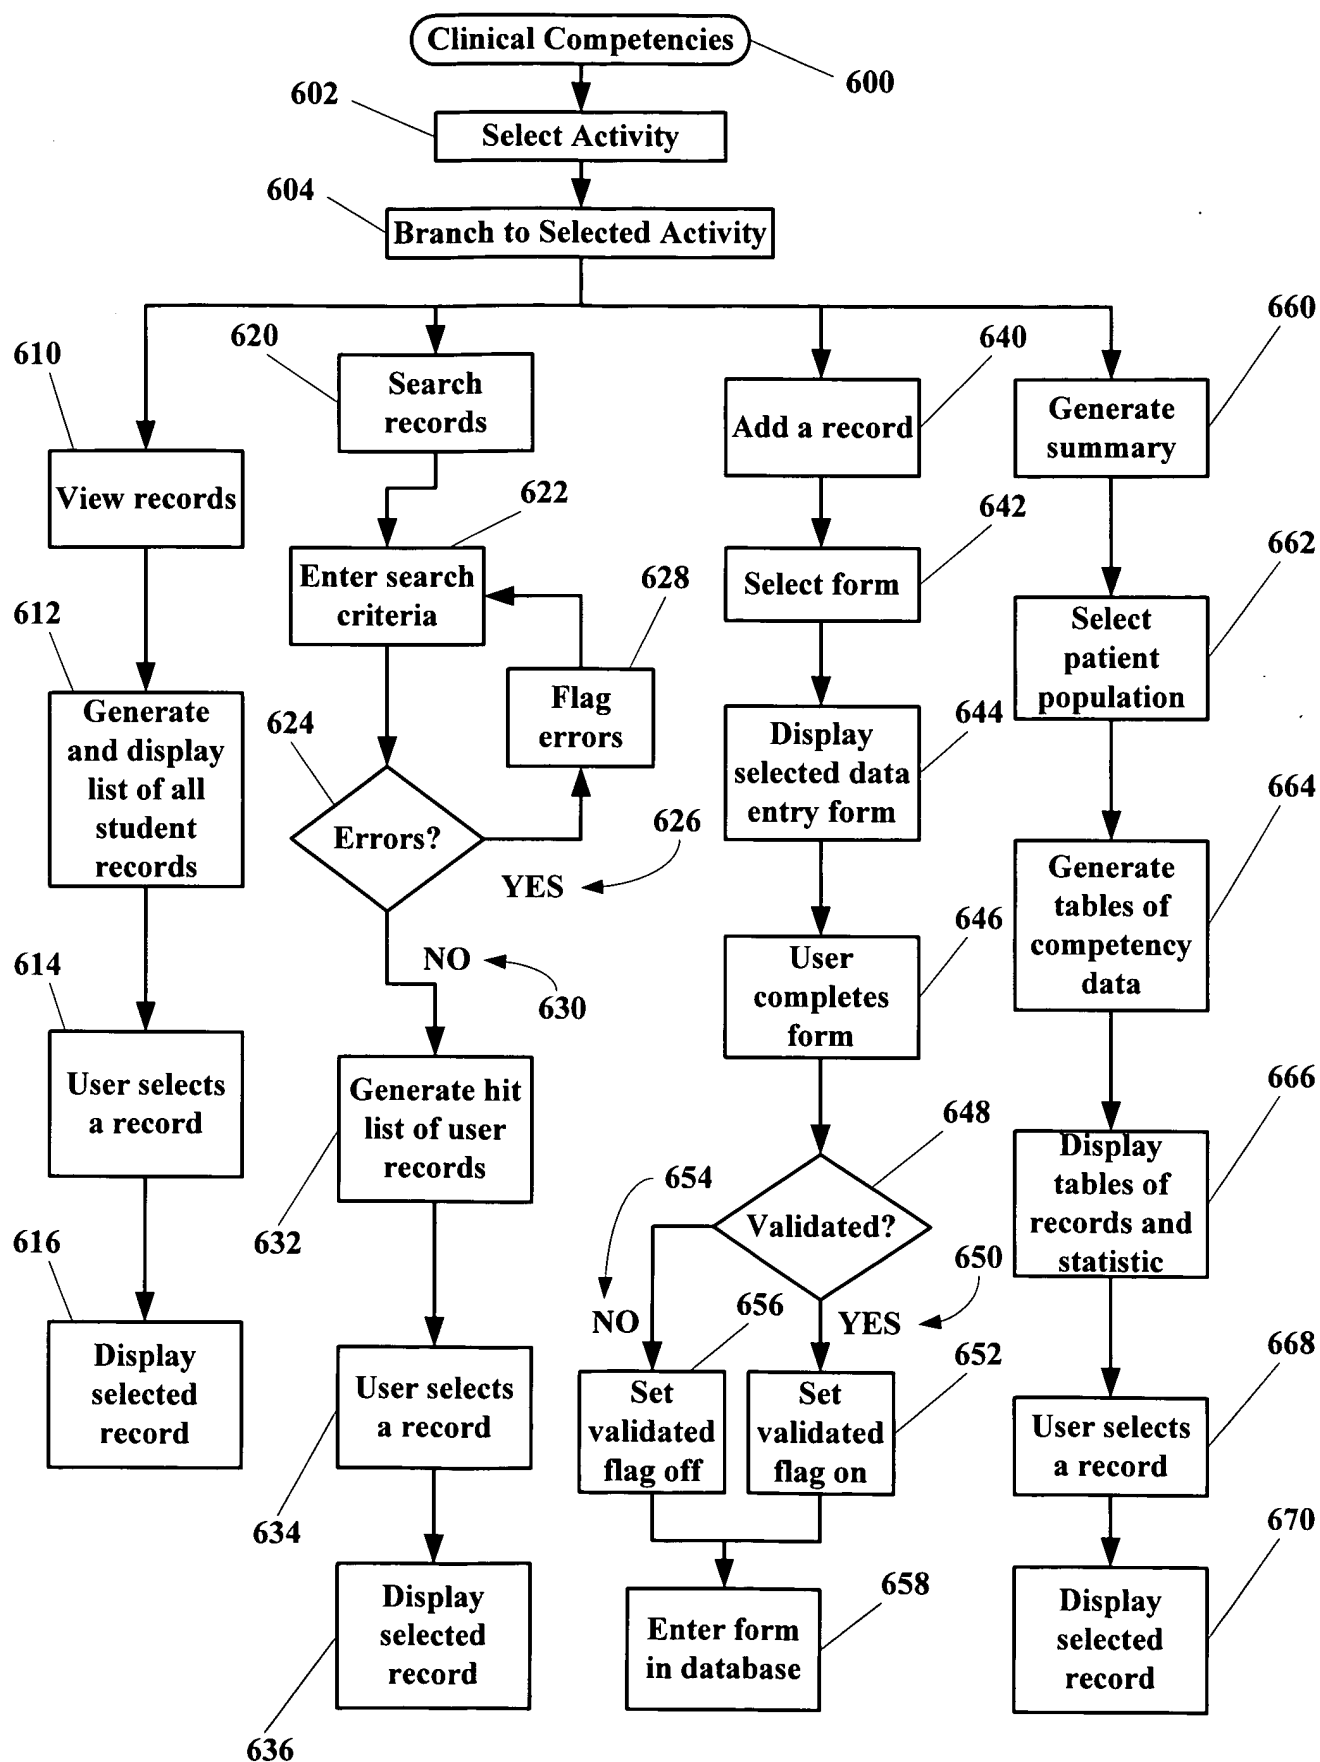 Clinical Competencies
600
602
Select Activity
604
Branch to Selected Activity
610
View records
612
Generate
and display
list of all
student
records
614
User selects
a record
616
Display
selected
record
620
Search
records
622
Enter search
criteria
628
Flag
errors
624
Errors?
626
YES
NO
630
Generate hit
list of user
records
632
User selects
a record
634
Display
selected
record
636
640
Add a record
642
Select form
644
Display
selected data
entry form
646
User
completes
form
648
Validated?
654
NO
650
YES
656
Set
validated
flag off
652
Set
validated
flag on
658
Enter form
in database
660
Generate
summary
662
Select
patient
population
664
Generate
tables of
competency
data
666
Display
tables of
records and
statistic
668
User selects
a record
670
Display
selected
record